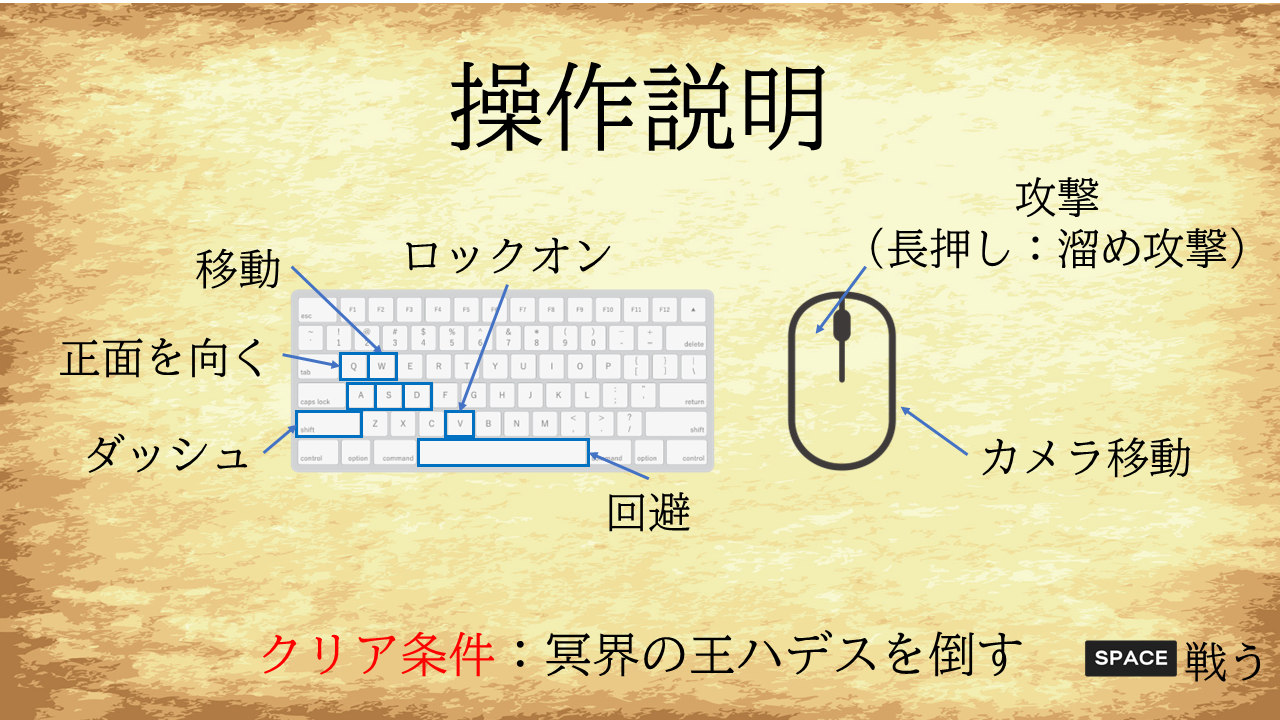 操作説明
攻撃
（長押し：溜め攻撃）
移動
ロックオン
正面を向く
ダッシュ
esc F1 F2 F3 F4 F5 F6 F7 F8 F9 F10 F11 F12 ▲
~ ! @ # $ % ^ & * ( ) - +
` 1 2 3 4 5 6 7 8 9 0 - = delete
tab Q W E R T Y U I O P { [ } ] | \
caps lock A S D F G H J K L : ; " ' return
shift Z X C V B N M < , > . ? / shift
control option command command option control
カメラ移動
回避
クリア条件：冥界の王ハデスを倒す
SPACE 戦う